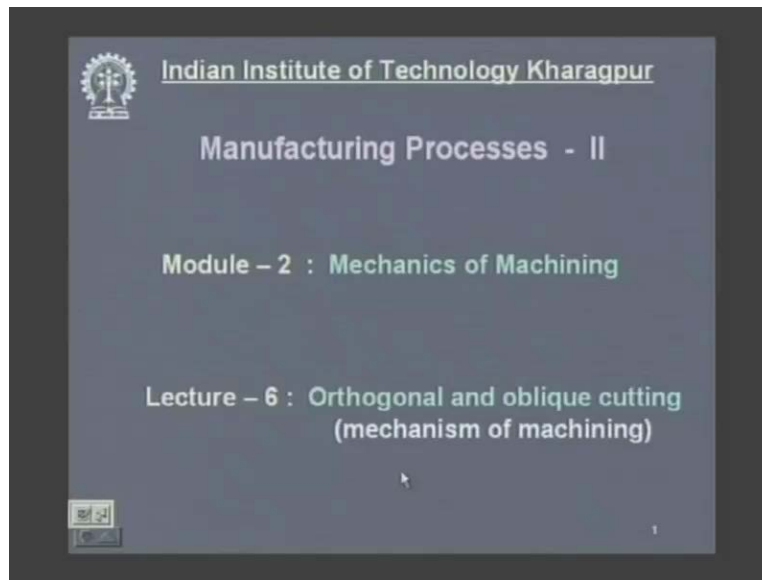 Indian Institute of Technology Kharagpur
Manufacturing Processes - II
Module – 2 : Mechanics of Machining
Lecture – 6 : Orthogonal and oblique cutting
(mechanism of machining)
1